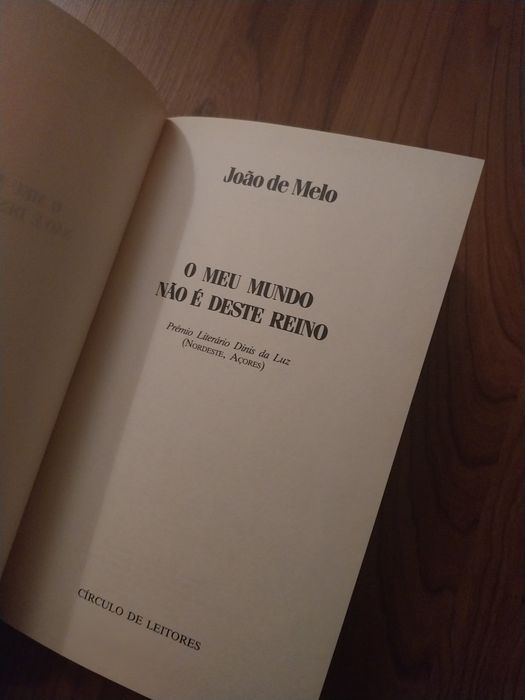 João de Melo
O MEU MUNDO
NÃO É DESTE REINO
Prémio Literário Dinis da Luz
(NORDESTE, AÇORES)
CÍRCULO DE LEITORES